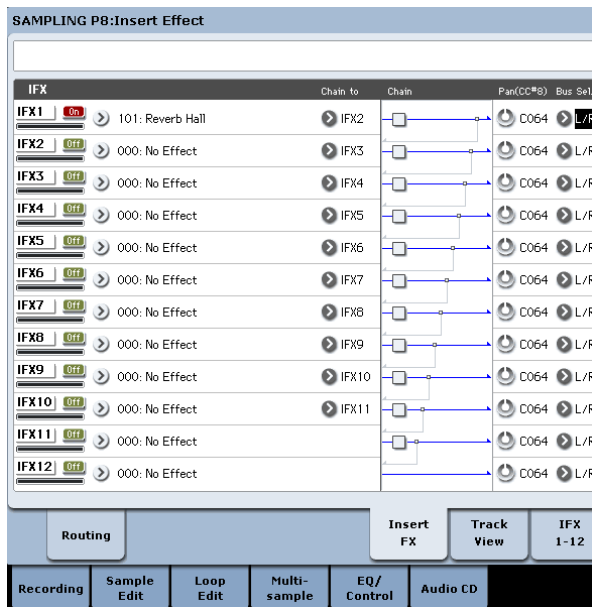 SAMPLING P8:Insert Effect
IFX Chain to Chain Pan(CC#8) Bus Sel.
IFX1 On 101: Reverb Hall IFX2 C064 L/R
IFX2 Off 000: No Effect IFX3 C064 L/R
IFX3 Off 000: No Effect IFX4 C064 L/R
IFX4 Off 000: No Effect IFX5 C064 L/R
IFX5 Off 000: No Effect IFX6 C064 L/R
IFX6 Off 000: No Effect IFX7 C064 L/R
IFX7 Off 000: No Effect IFX8 C064 L/R
IFX8 Off 000: No Effect IFX9 C064 L/R
IFX9 Off 000: No Effect IFX10 C064 L/R
IFX10 Off 000: No Effect IFX11 C064 L/R
IFX11 Off 000: No Effect C064 L/R
IFX12 Off 000: No Effect C064 L/R
Routing Insert FX Track View IFX 1-12
Recording Sample Edit Loop Edit Multi-sample EQ/Control Audio CD